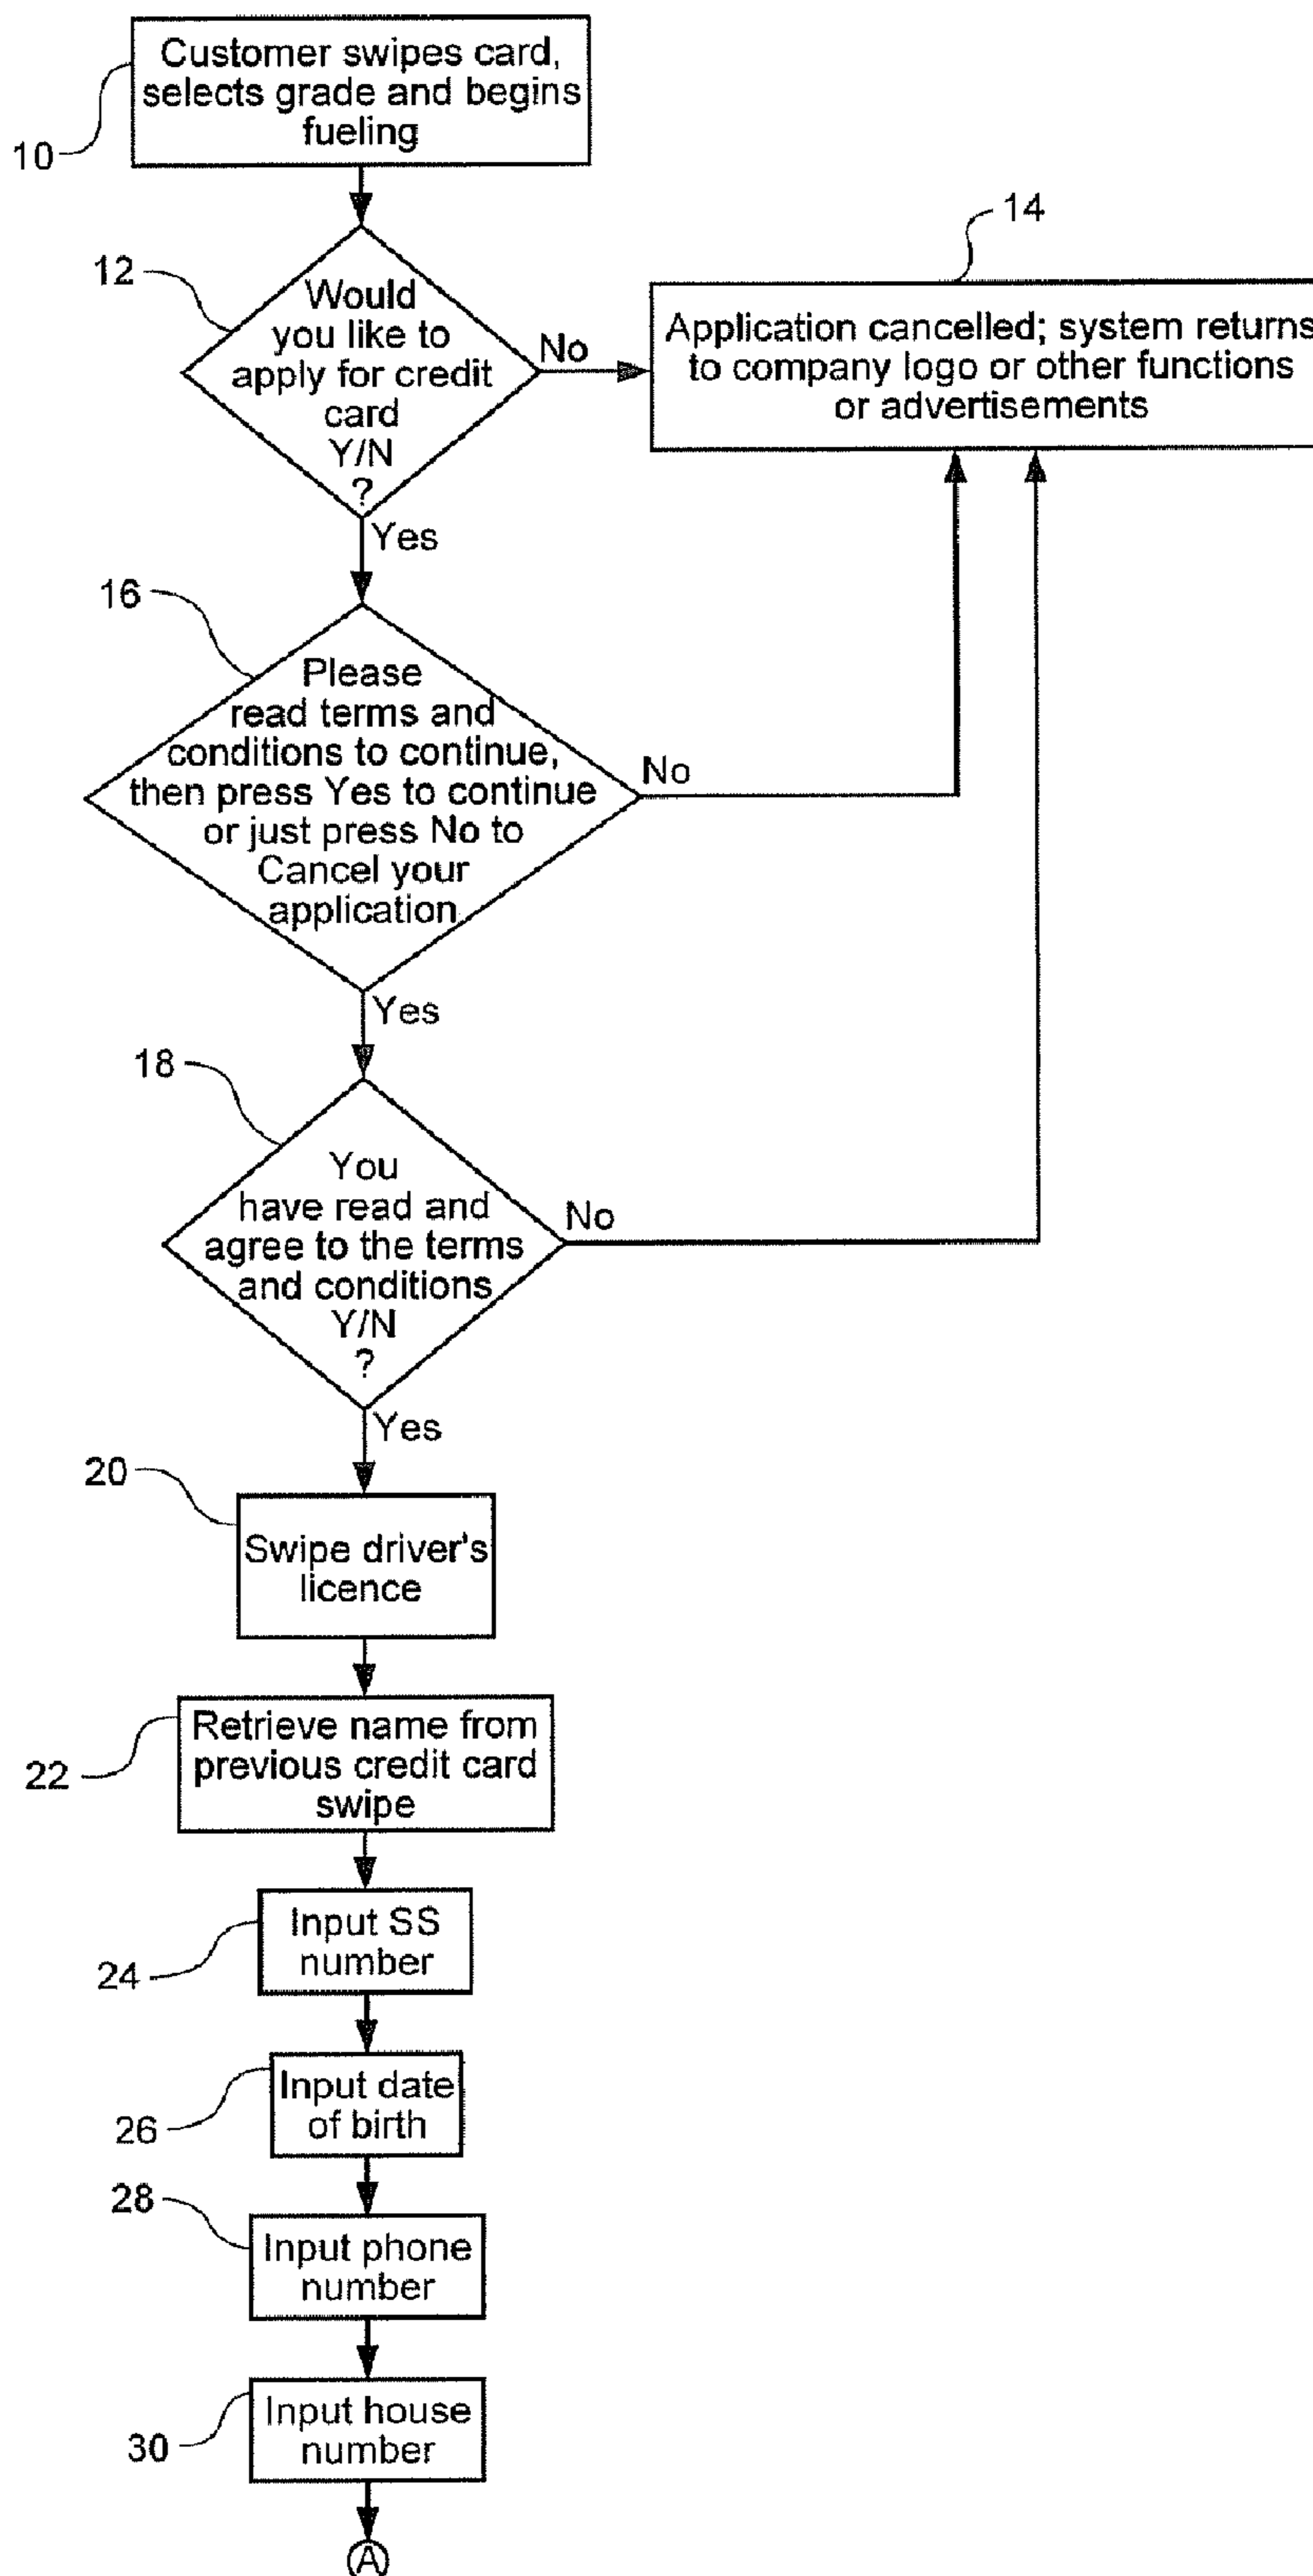 Customer swipes card,
selects grade and begins
fueling
10
14
12
Would
you like to
apply for credit
card
Y/N
?
No
Application cancelled; system returns
to company logo or other functions
or advertisements
Yes
16
Please
read terms and
conditions to continue,
then press Yes to continue
or just press No to
Cancel your
application
No
Yes
18
You
have read and
agree to the terms
and conditions
Y/N
?
No
Yes
20
Swipe driver's
licence
22
Retrieve name from
previous credit card
swipe
24
Input SS
number
26
Input date
of birth
28
Input phone
number
30
Input house
number
A